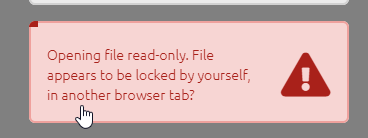 Opening file read-only. File
appears to be locked by yourself,
in another browser tab?